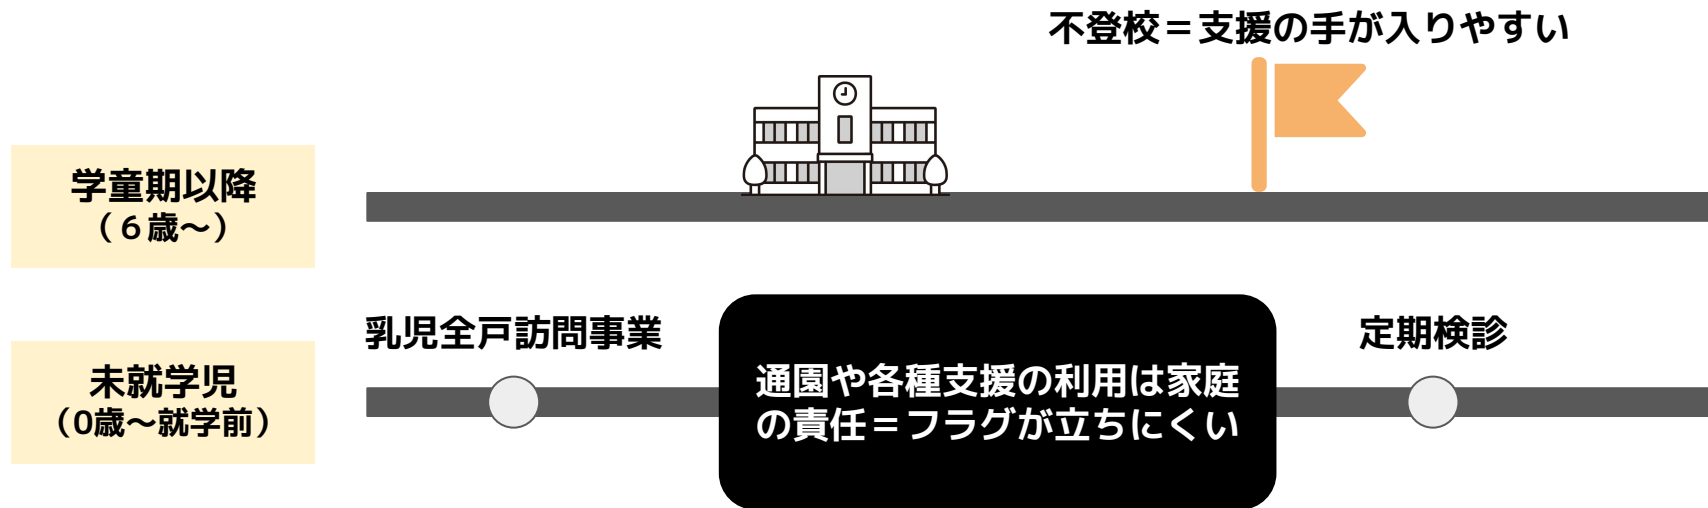 不登校＝支援の手が入りやすい
学童期以降
（６歳〜）
乳児全戸訪問事業
定期検診
未就学児
（0歳〜就学前）
通園や各種支援の利用は家庭
の責任＝フラグが立ちにくい